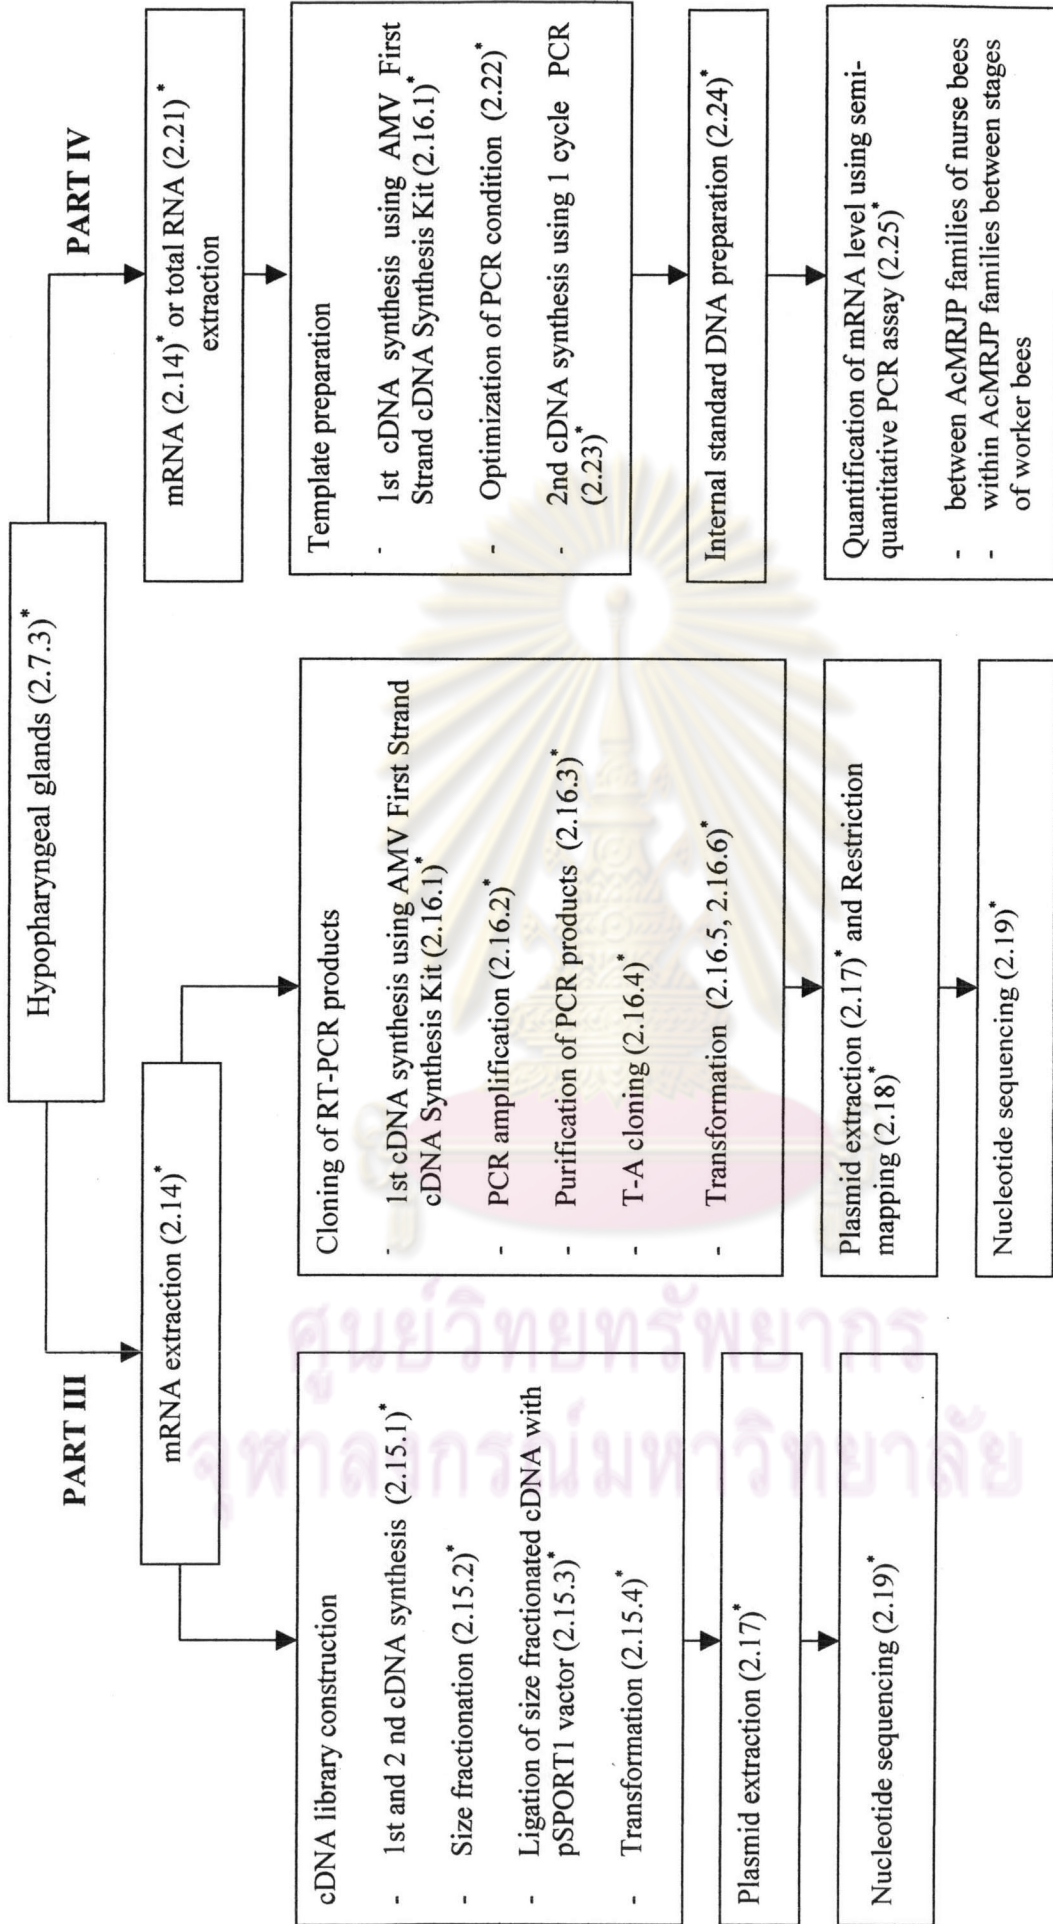 Hypopharyngeal glands (2.7.3)*
PART III
mRNA extraction (2.14)*
cDNA library construction
- 1st and 2 nd cDNA synthesis (2.15.1)*
- Size fractionation (2.15.2)*
- Ligation of size fractionated cDNA with
pSPORT1 vactor (2.15.3)*
- Transformation (2.15.4)*
Plasmid extraction (2.17)*
Nucleotide sequencing (2.19)*
Cloning of RT-PCR products
- 1st cDNA synthesis using AMV First Strand
cDNA Synthesis Kit (2.16.1)*
- PCR amplification (2.16.2)*
- Purification of PCR products (2.16.3)*
- T-A cloning (2.16.4)*
- Transformation (2.16.5, 2.16.6)*
Plasmid extraction (2.17)* and Restriction
mapping (2.18)*
Nucleotide sequencing (2.19)*
PART IV
mRNA (2.14)* or total RNA (2.21)*
extraction
Template preparation
- 1st cDNA synthesis using AMV First
Strand cDNA Synthesis Kit (2.16.1)*
- Optimization of PCR condition (2.22)*
- 2nd cDNA synthesis using 1 cycle PCR
(2.23)*
Internal standard DNA preparation (2.24)*
Quantification of mRNA level using semi-
quantitative PCR assay (2.25)*
- between AcMRJP families of nurse bees
- within AcMRJP families between stages
of worker bees
ศูนย์วิทยทรัพยากร
จุฬาลงกรณ์มหาวิทยาลัย